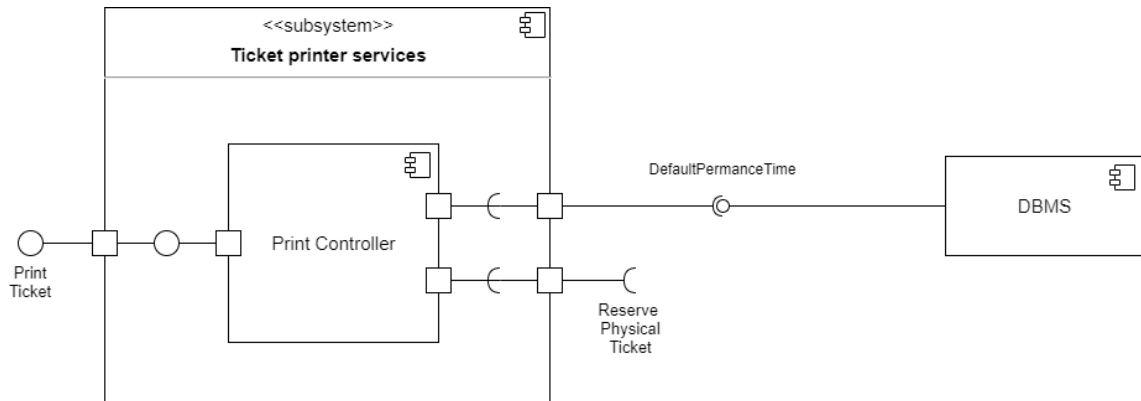 <<subsystem>>
Ticket printer services
DefaultPermanceTime
DBMS
Print Controller
Print
Ticket
Reserve
Physical
Ticket